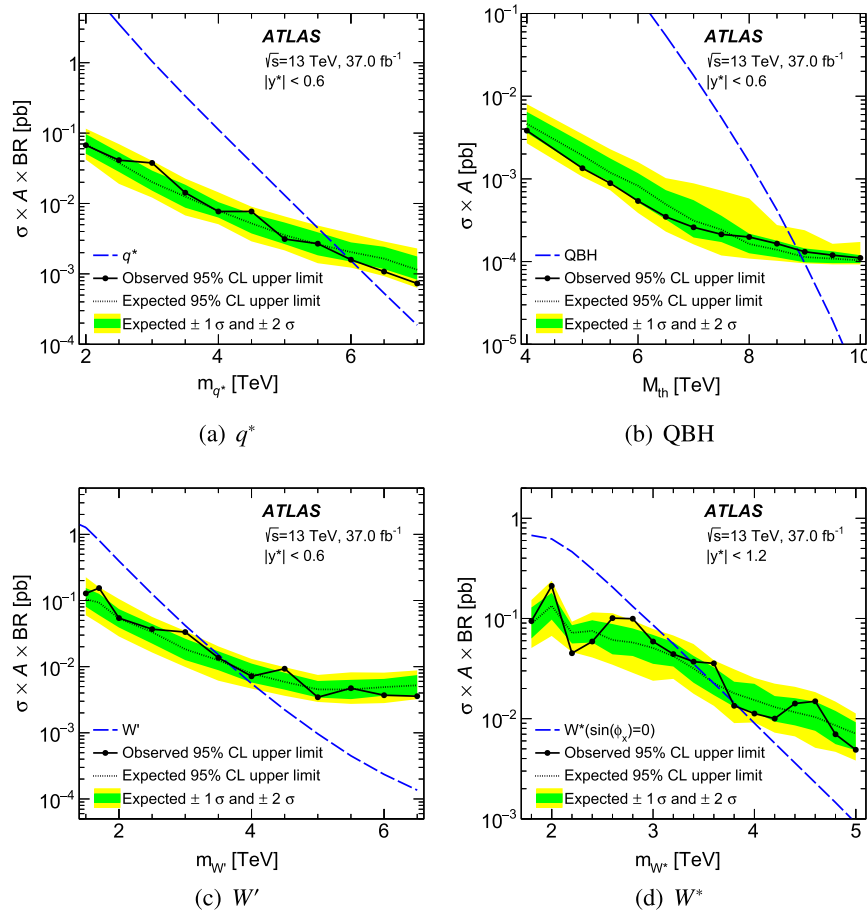 ATLAS
√s=13 TeV, 37.0 fb⁻¹
|y*| < 0.6
σ × A × BR [pb]
1
10⁻¹
10⁻²
10⁻³
10⁻⁴
q*
Observed 95% CL upper limit
Expected 95% CL upper limit
Expected ± 1 σ and ± 2 σ
2 4 6
m_q* [TeV]
(a) q*
ATLAS
√s=13 TeV, 37.0 fb⁻¹
|y*| < 0.6
σ × A [pb]
10⁻¹
10⁻²
10⁻³
10⁻⁴
10⁻⁵
QBH
Observed 95% CL upper limit
Expected 95% CL upper limit
Expected ± 1 σ and ± 2 σ
4 6 8 10
M_th [TeV]
(b) QBH
ATLAS
√s=13 TeV, 37.0 fb⁻¹
|y*| < 0.6
σ × A × BR [pb]
1
10⁻¹
10⁻²
10⁻³
10⁻⁴
W'
Observed 95% CL upper limit
Expected 95% CL upper limit
Expected ± 1 σ and ± 2 σ
2 4 6
m_W' [TeV]
(c) W′
ATLAS
√s=13 TeV, 37.0 fb⁻¹
|y*| < 1.2
σ × A × BR [pb]
1
10⁻¹
10⁻²
10⁻³
W*(sin(ϕₓ)=0)
Observed 95% CL upper limit
Expected 95% CL upper limit
Expected ± 1 σ and ± 2 σ
2 3 4 5
m_W* [TeV]
(d) W*